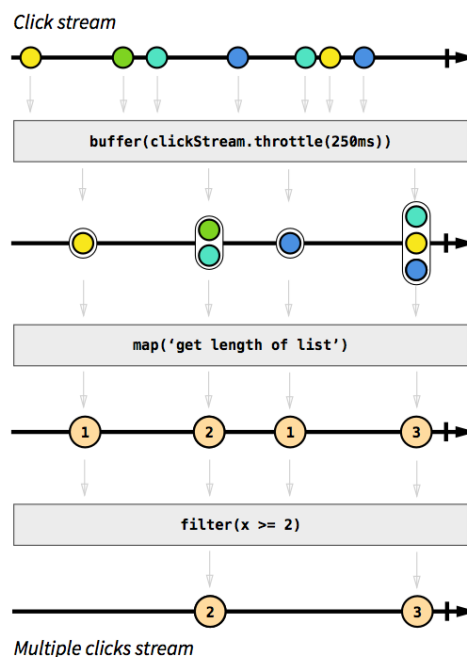 Click stream
buffer(clickStream.throttle(250ms))
map(‘get length of list’)
1 2 1 3
filter(x >= 2)
2 3
Multiple clicks stream